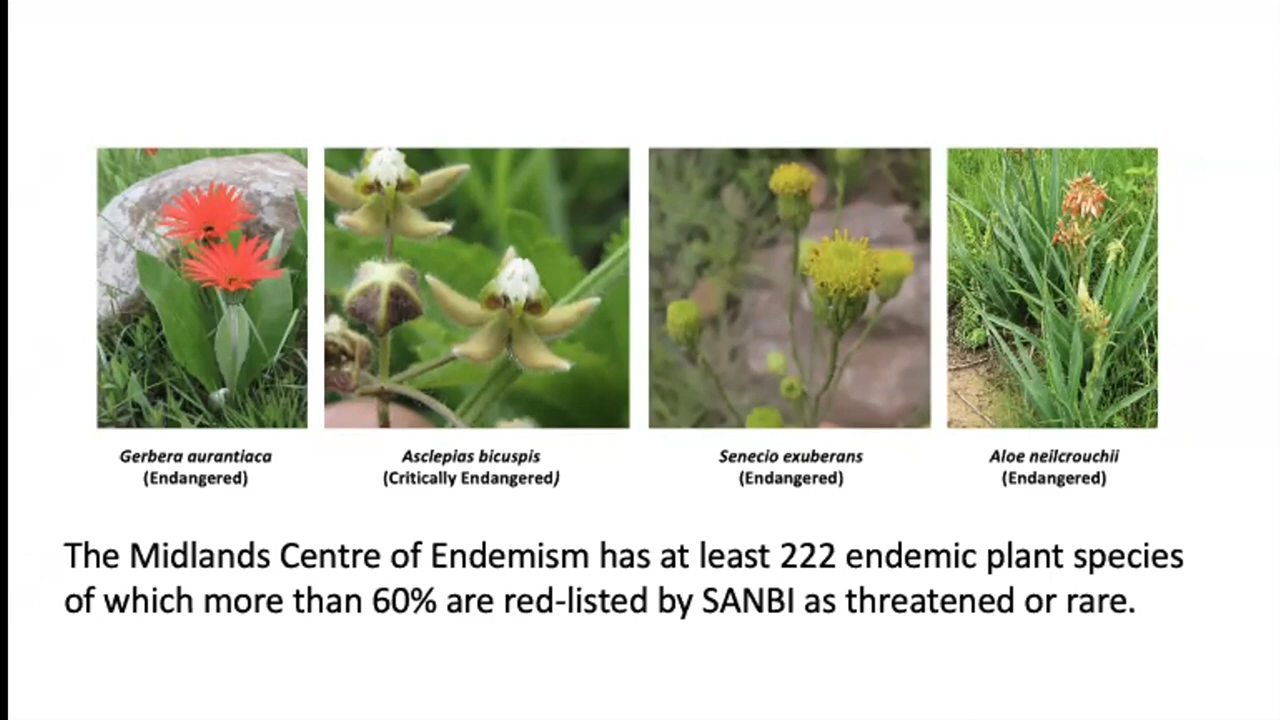 Gerbera aurantiaca
(Endangered)
Asclepias bicuspis
(Critically Endangered)
Senecio exuberans
(Endangered)
Aloe neilcrouchii
(Endangered)
The Midlands Centre of Endemism has at least 222 endemic plant species
of which more than 60% are red-listed by SANBI as threatened or rare.